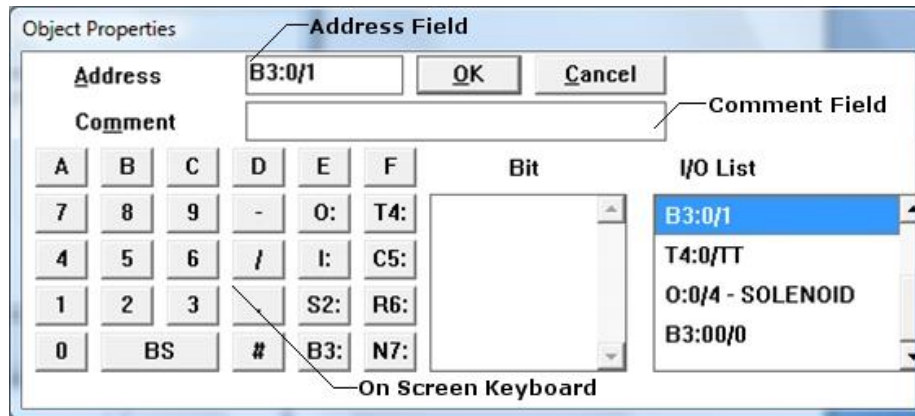 Object Properties
Address Field
Address B3:0/1 OK Cancel
Comment
Comment Field
A B C D E F Bit I/O List
7 8 9 - O: T4: B3:0/1
4 5 6 / I: C5: T4:0/TT
1 2 3 . S2: R6: O:0/4 - SOLENOID
0 BS # B3: N7: B3:00/0
On Screen Keyboard